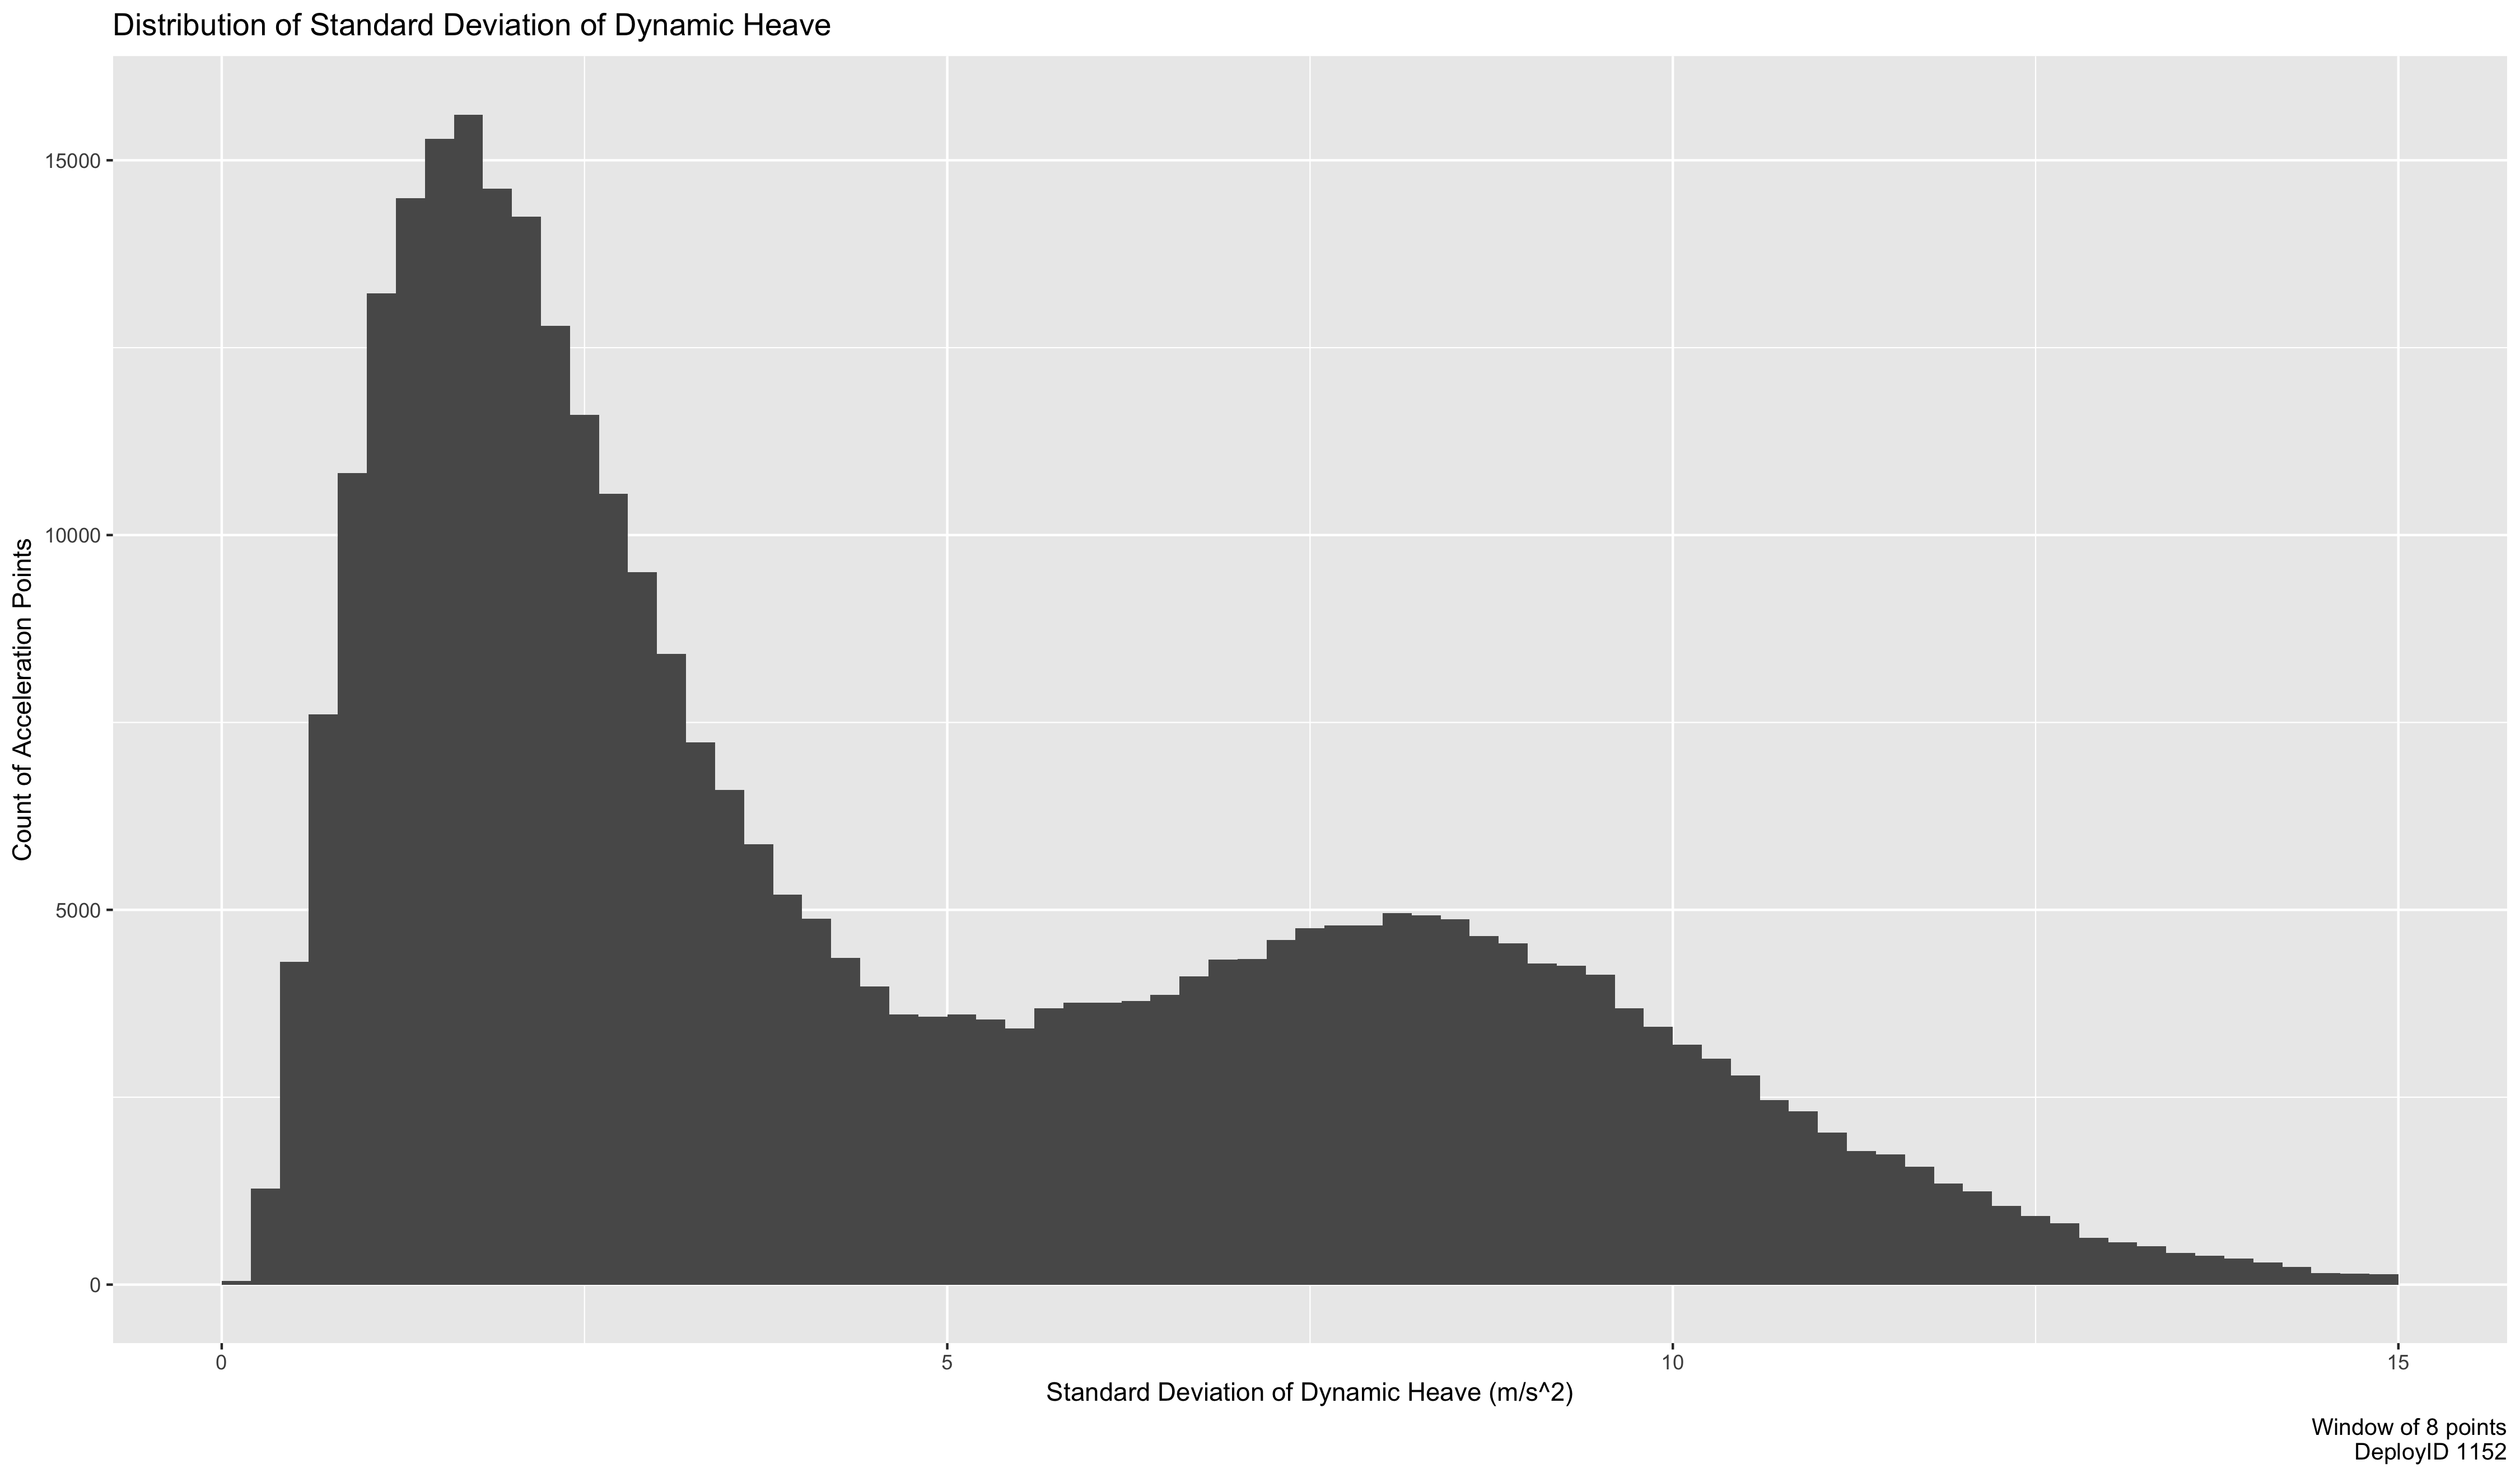 Distribution of Standard Deviation of Dynamic Heave
Count of Acceleration Points
15000
10000
5000
0
0
5
10
15
Standard Deviation of Dynamic Heave (m/s^2)
Window of 8 points
DeployID 1152